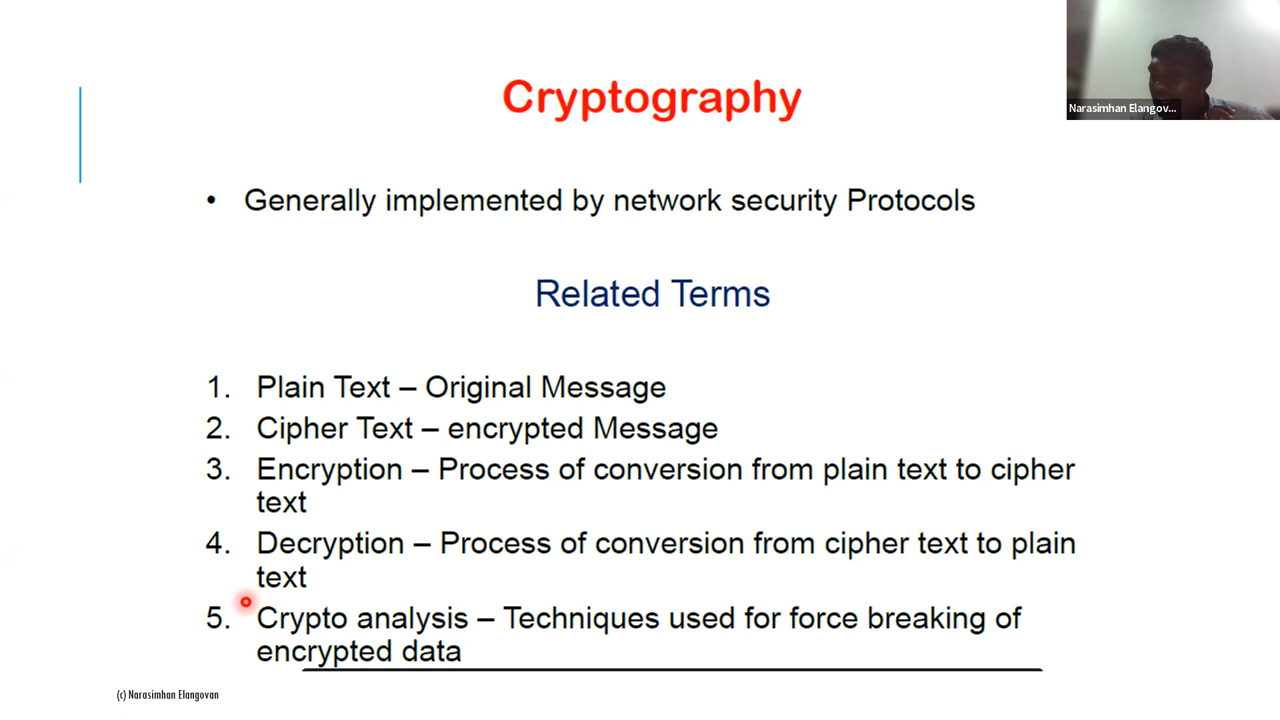 Cryptography
Narasimhan Elangov...
• Generally implemented by network security Protocols
Related Terms
1. Plain Text – Original Message
2. Cipher Text – encrypted Message
3. Encryption – Process of conversion from plain text to cipher
text
4. Decryption – Process of conversion from cipher text to plain
text
5. Crypto analysis – Techniques used for force breaking of
encrypted data
(c) Narasimhan Elangovan